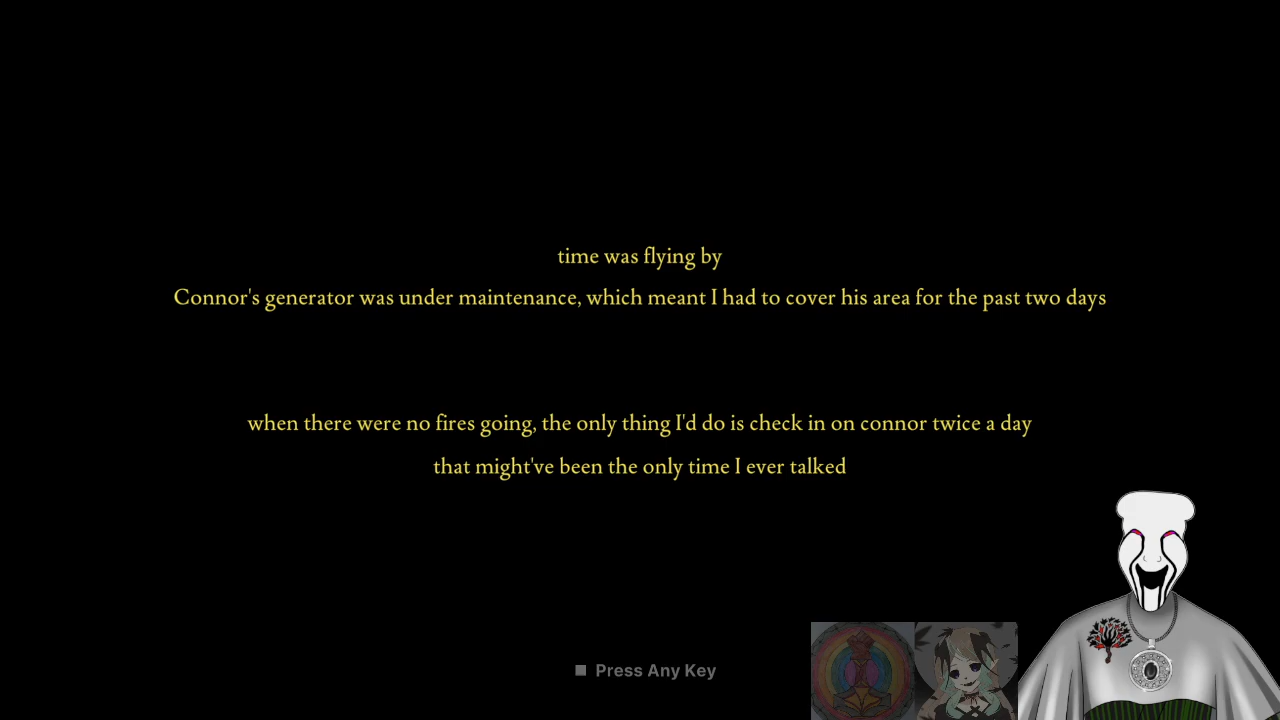 time was flying by
Connor's generator was under maintenance, which meant I had to cover his area for the past two days
when there were no fires going, the only thing I'd do is check in on connor twice a day
that might've been the only time I ever talked
Press Any Key